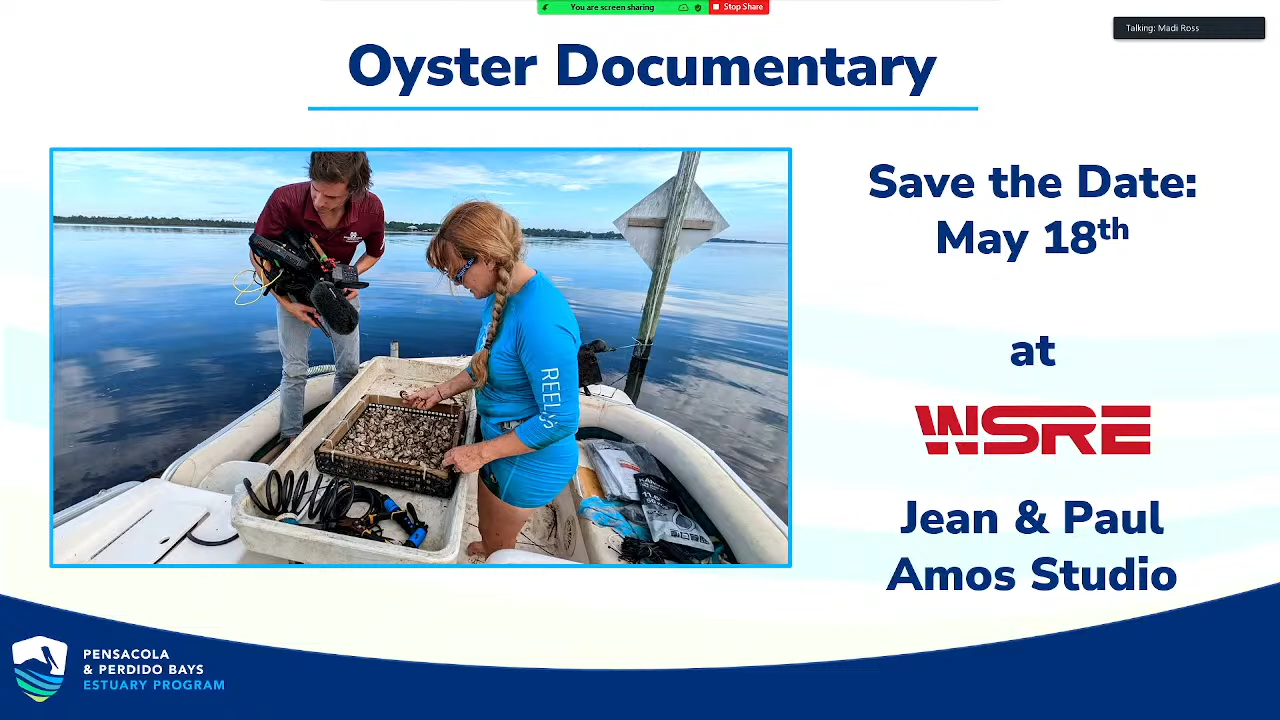 You are screen sharing
Stop Share
Talking: Madi Ross
Oyster Documentary
Save the Date:
May 18th
at
WSRE
Jean & Paul
Amos Studio
REEL
PENSACOLA
& PERDIDO BAYS
ESTUARY PROGRAM